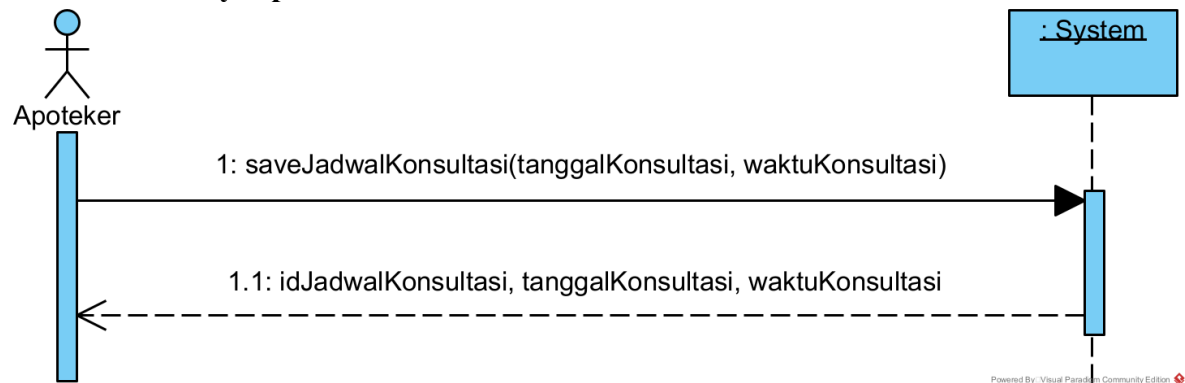 : System
Apoteker
1: saveJadwalKonsultasi(tanggalKonsultasi, waktuKonsultasi)
1.1: idJadwalKonsultasi, tanggalKonsultasi, waktuKonsultasi
Powered By Visual Paradigm Community Edition